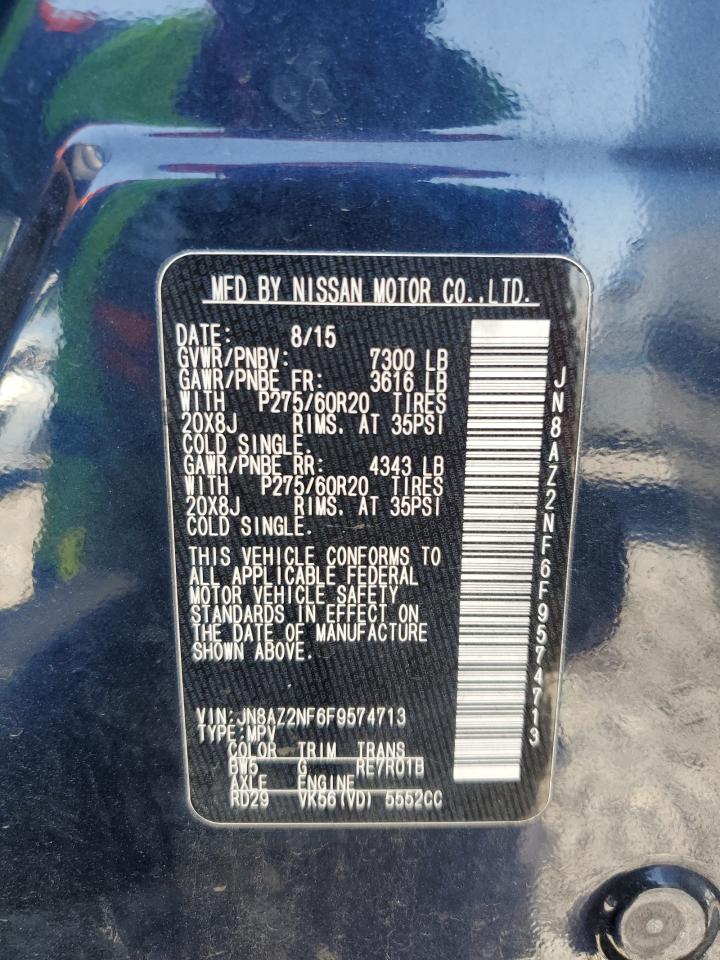 MFD BY NISSAN MOTOR CO.,LTD.
DATE: 8/15
GVWR/PNBV: 7300 LB
GAWR/PNBE FR: 3616 LB
WITH P275/60R20 TIRES
20X8J RIMS, AT 35PSI
COLD SINGLE.
GAWR/PNBE RR: 4343 LB
WITH P275/60R20 TIRES
20X8J RIMS, AT 35PSI
COLD SINGLE.
THIS VEHICLE CONFORMS TO
ALL APPLICABLE FEDERAL
MOTOR VEHICLE SAFETY
STANDARDS IN EFFECT ON
THE DATE OF MANUFACTURE
SHOWN ABOVE.
VIN:JN8AZ2NF6F9574713
TYPE:MPV
COLOR TRIM TRANS
BW5 G RE7R01B
AXLE ENGINE
RD29 VK56(VD) 5552CC
JN8AZ2NF6F9574713